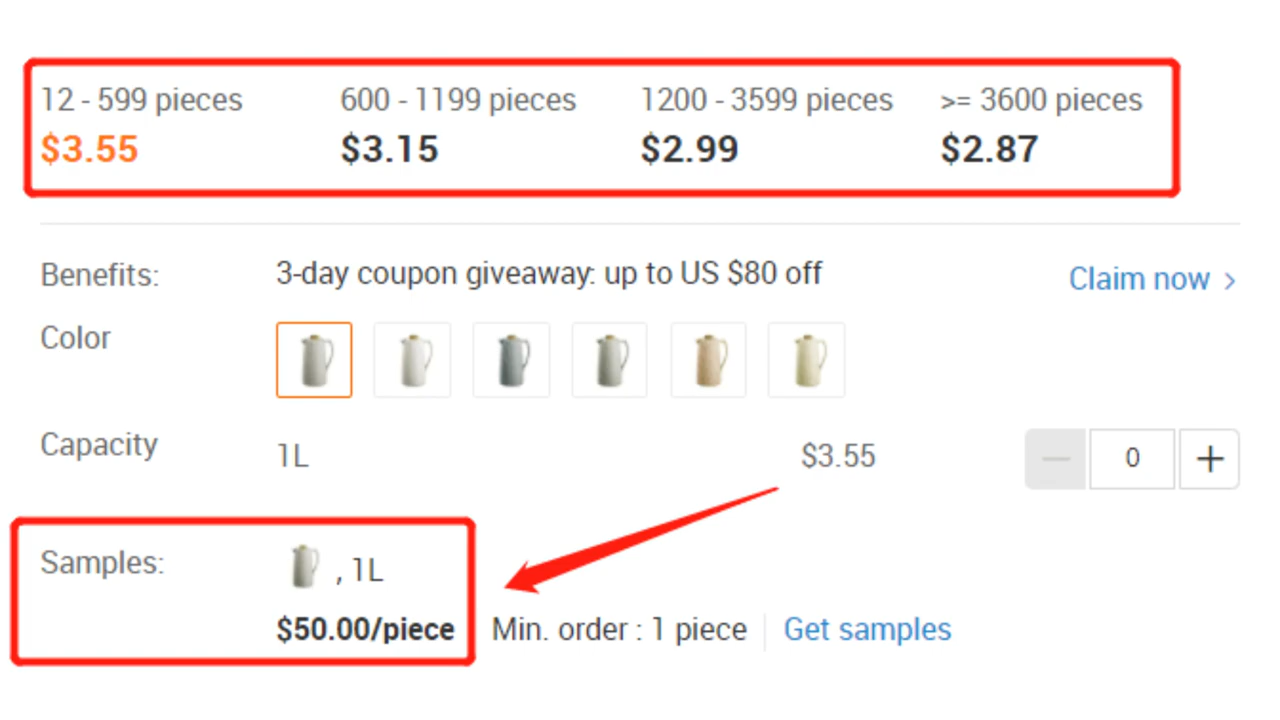 12 - 599 pieces
$3.55
600 - 1199 pieces
$3.15
1200 - 3599 pieces
$2.99
>= 3600 pieces
$2.87
Benefits:
3-day coupon giveaway: up to US $80 off
Claim now >
Color
Capacity
1L
$3.55
0
Samples:
, 1L
$50.00/piece
Min. order : 1 piece
Get samples